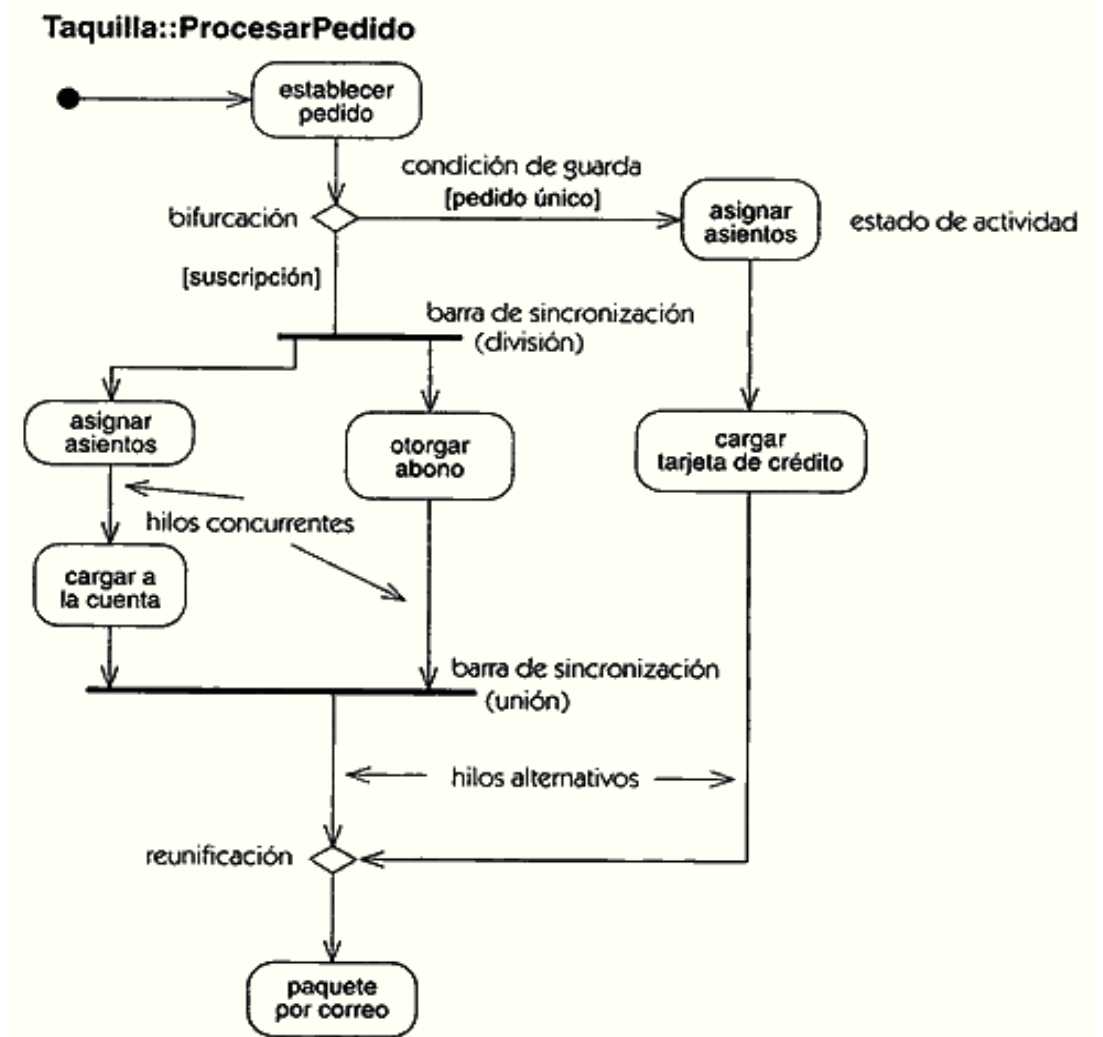 Taquilla::ProcesarPedido
establecer
pedido
condición de guarda
[pedido único]
bifurcación
asignar
asientos
estado de actividad
[suscripción]
barra de sincronización
(división)
asignar
asientos
otorgar
abono
cargar
tarjeta de crédito
hilos concurrentes
cargar a
la cuenta
barra de sincronización
(unión)
hilos alternativos
reunificación
paquete
por correo